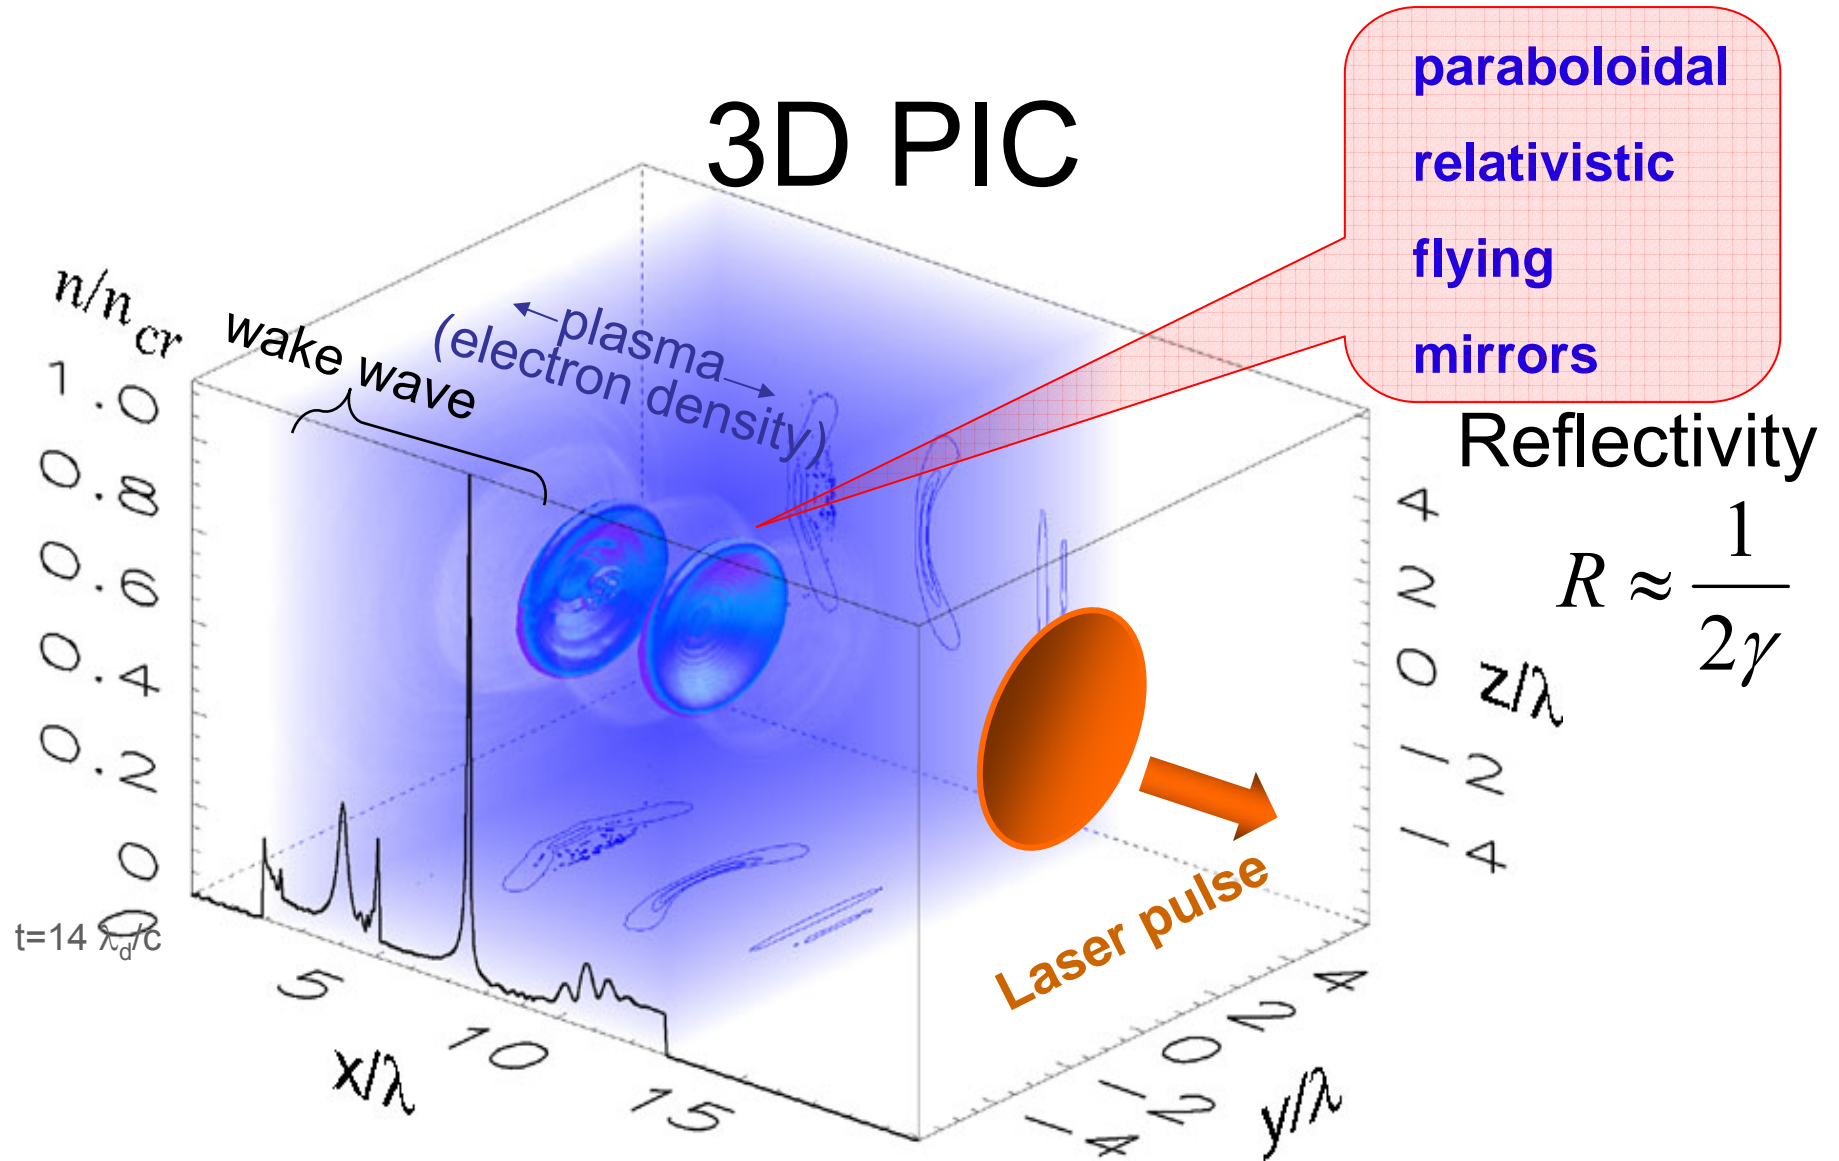 3D PIC
paraboloidal
relativistic
flying
mirrors
Reflectivity
R ≈ 1/2γ
n/n_cr
wake wave
←plasma→
(electron density)
1.0
0.8
0.6
0.4
0.2
0
0
t=14 λ_d/c
5
10
15
x/λ
4
2
0
−2
−4
z/λ
Laser pulse
4
2
0
−2
−4
y/λ